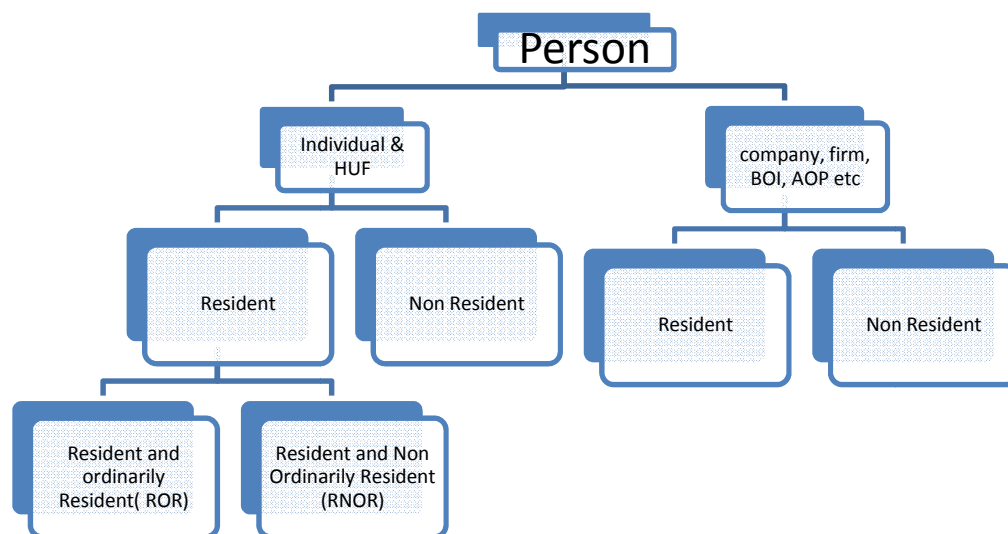 Person
Individual &
HUF
company, firm,
BOI, AOP etc
Resident
Non Resident
Resident
Non Resident
Resident and
ordinarily
Resident( ROR)
Resident and Non
Ordinarily Resident
(RNOR)